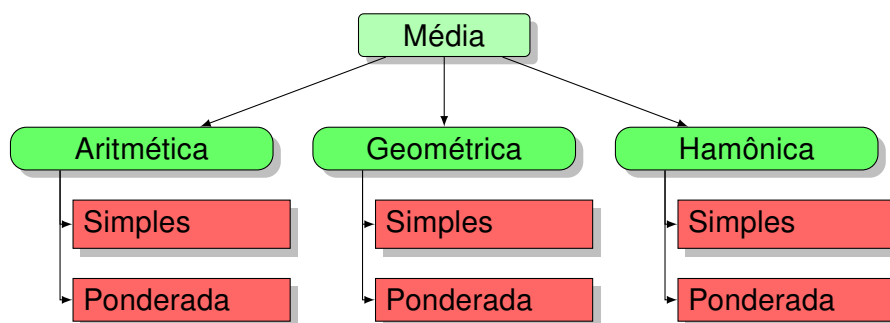 Média
Aritmética
Geométrica
Hamônica
Simples
Simples
Simples
Ponderada
Ponderada
Ponderada